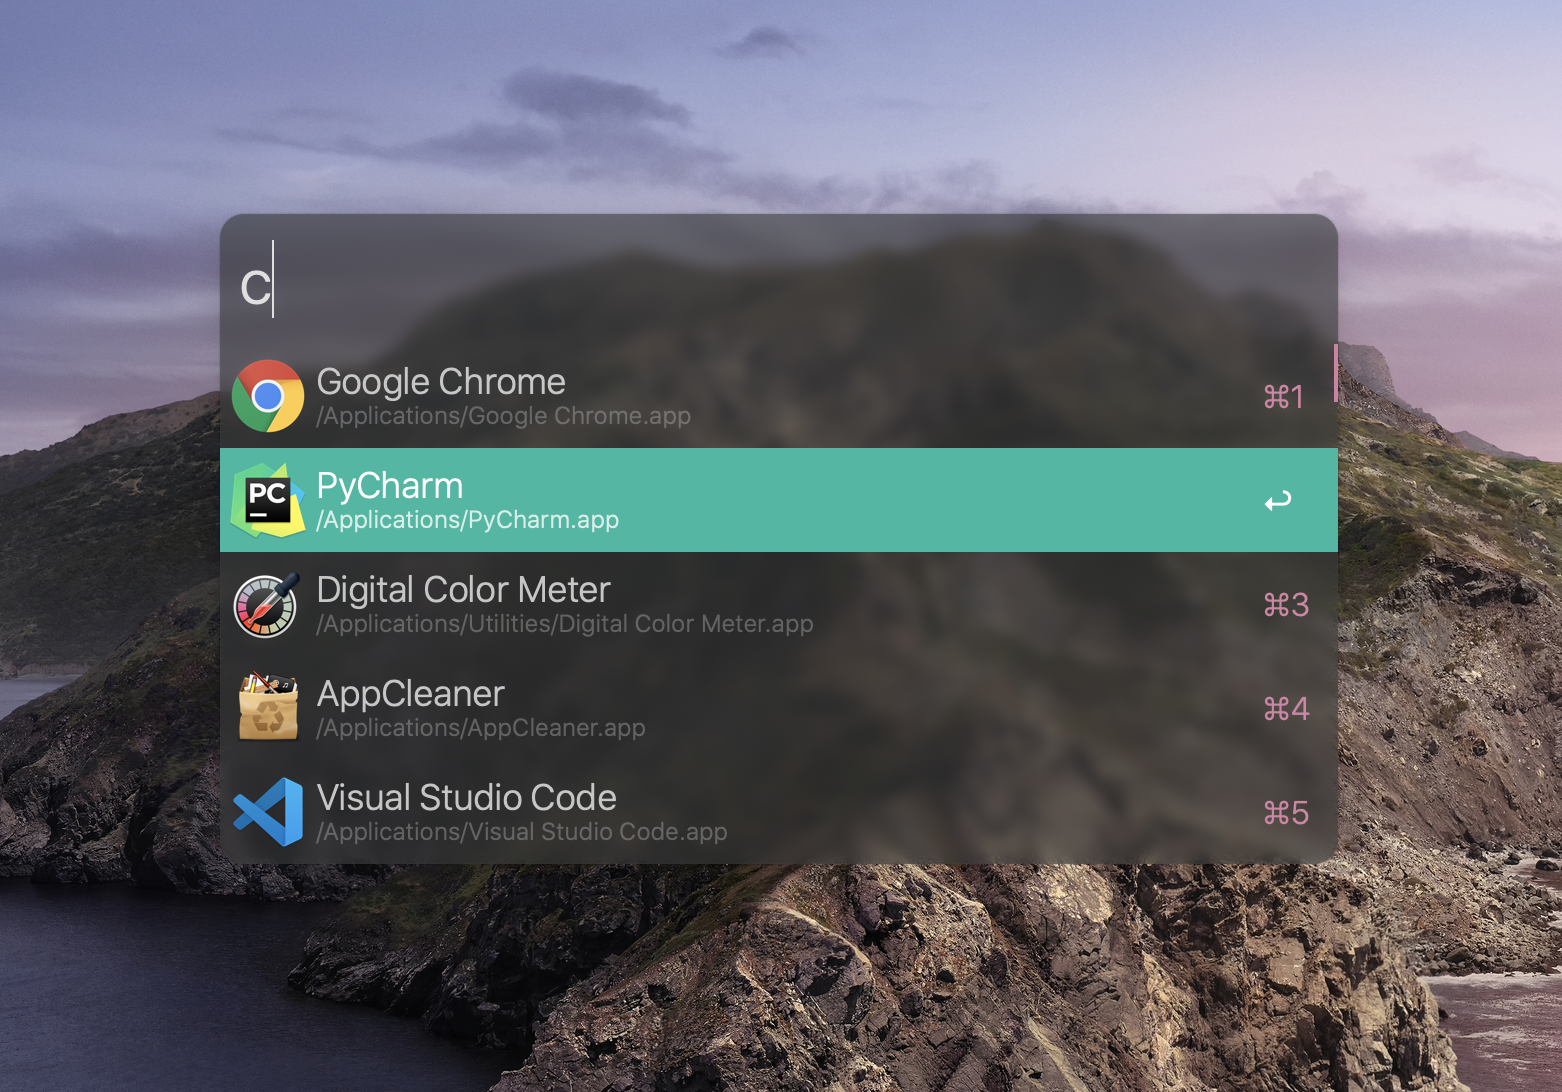 C
Google Chrome
/Applications/Google Chrome.app
⌘1
PC
PyCharm
/Applications/PyCharm.app
↩
Digital Color Meter
/Applications/Utilities/Digital Color Meter.app
⌘3
AppCleaner
/Applications/AppCleaner.app
⌘4
Visual Studio Code
/Applications/Visual Studio Code.app
⌘5